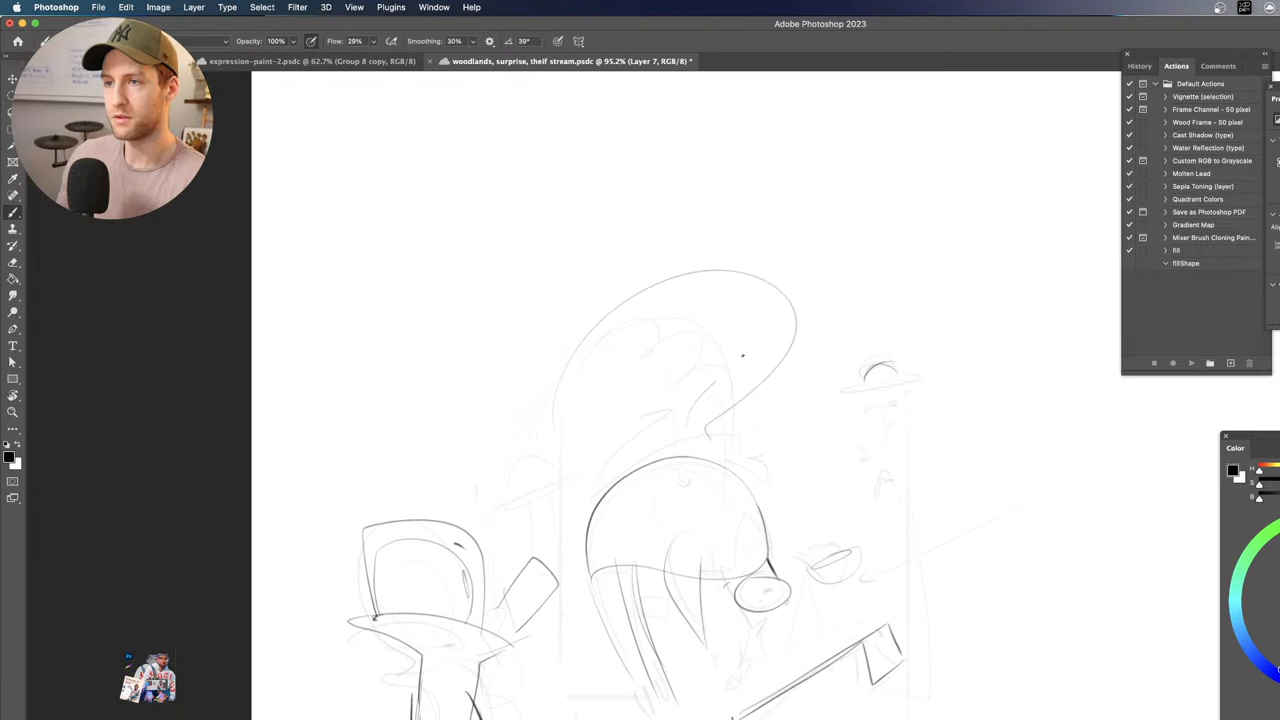 Photoshop File Edit Image Layer Type Select Filter 3D View Plugins Window Help
Adobe Photoshop 2023
Opacity: 100% Flow: 29% Smoothing: 30% 39°
expression-paint-2.psdc @ 62.7% (Group 8 copy, RGB/8) × woodlands, surprise, theif stream.psdc @ 95.2% (Layer 7, RGB/8) *
History Actions Comments
Default Actions
Vignette (selection)
Frame Channel - 50 pixel
Wood Frame - 50 pixel
Cast Shadow (type)
Water Reflection (type)
Custom RGB to Grayscale
Molten Lead
Sepia Toning (layer)
Quadrant Colors
Save as Photoshop PDF
Gradient Map
Mixer Brush Cloning Pain...
fill
fillShape
Color
H
S
B
Ps